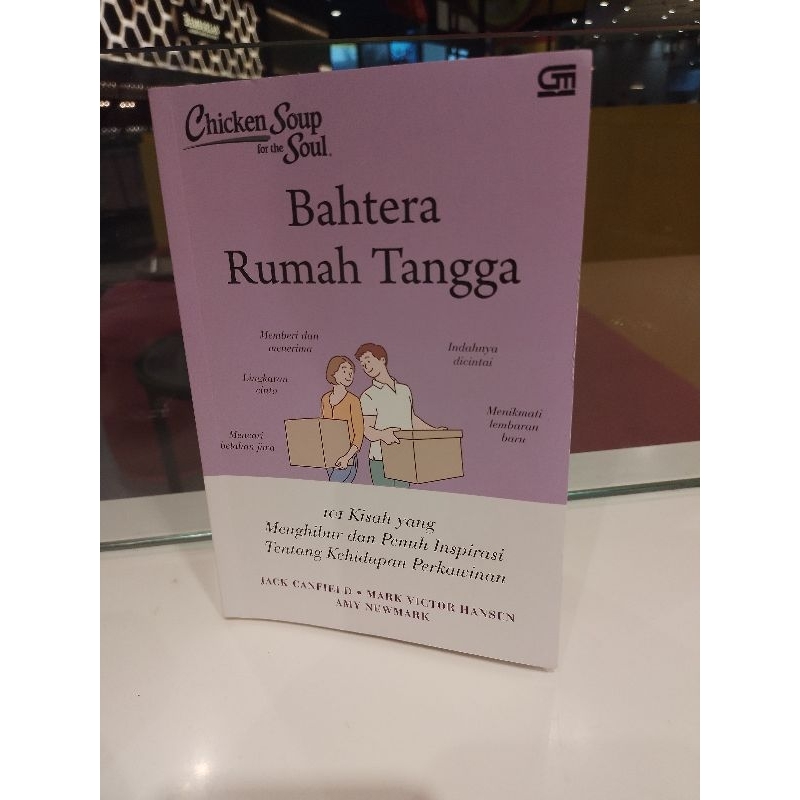 Chicken Soup
for the Soul
Bahtera
Rumah Tangga
Memberi dan
menerima
Lingkaran
cinta
Mencari
belahan jiwa
Indahnya
dicintai
Menikmati
lembaran
baru
101 Kisah yang
Menghibur dan Penuh Inspirasi
Tentang Kehidupan Perkawinan
JACK CANFIELD • MARK VICTOR HANSEN
AMY NEWMARK